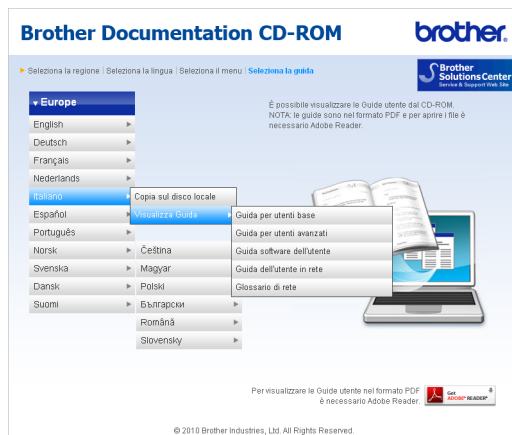 Brother Documentation CD-ROM
brother.
Seleziona la regione | Seleziona la lingua | Seleziona il menu | Seleziona la guida
Brother
SolutionsCenter
Service & Support Web Site
Europe
È possibile visualizzare le Guide utente dal CD-ROM.
NOTA: le guide sono nel formato PDF e per aprire i file è
necessario Adobe Reader.
English
Deutsch
Français
Nederlands
Italiano
Copia sul disco locale
Español
Visualizza Guida
Guida per utenti base
Português
Guida per utenti avanzati
Norsk
Čeština
Guida software dell'utente
Svenska
Magyar
Guida dell'utente in rete
Dansk
Polski
Glossario di rete
Suomi
Български
Română
Slovensky
Per visualizzare le Guide utente nel formato PDF
è necessario Adobe Reader.
Get
ADOBE® READER®
© 2010 Brother Industries, Ltd. All Rights Reserved.